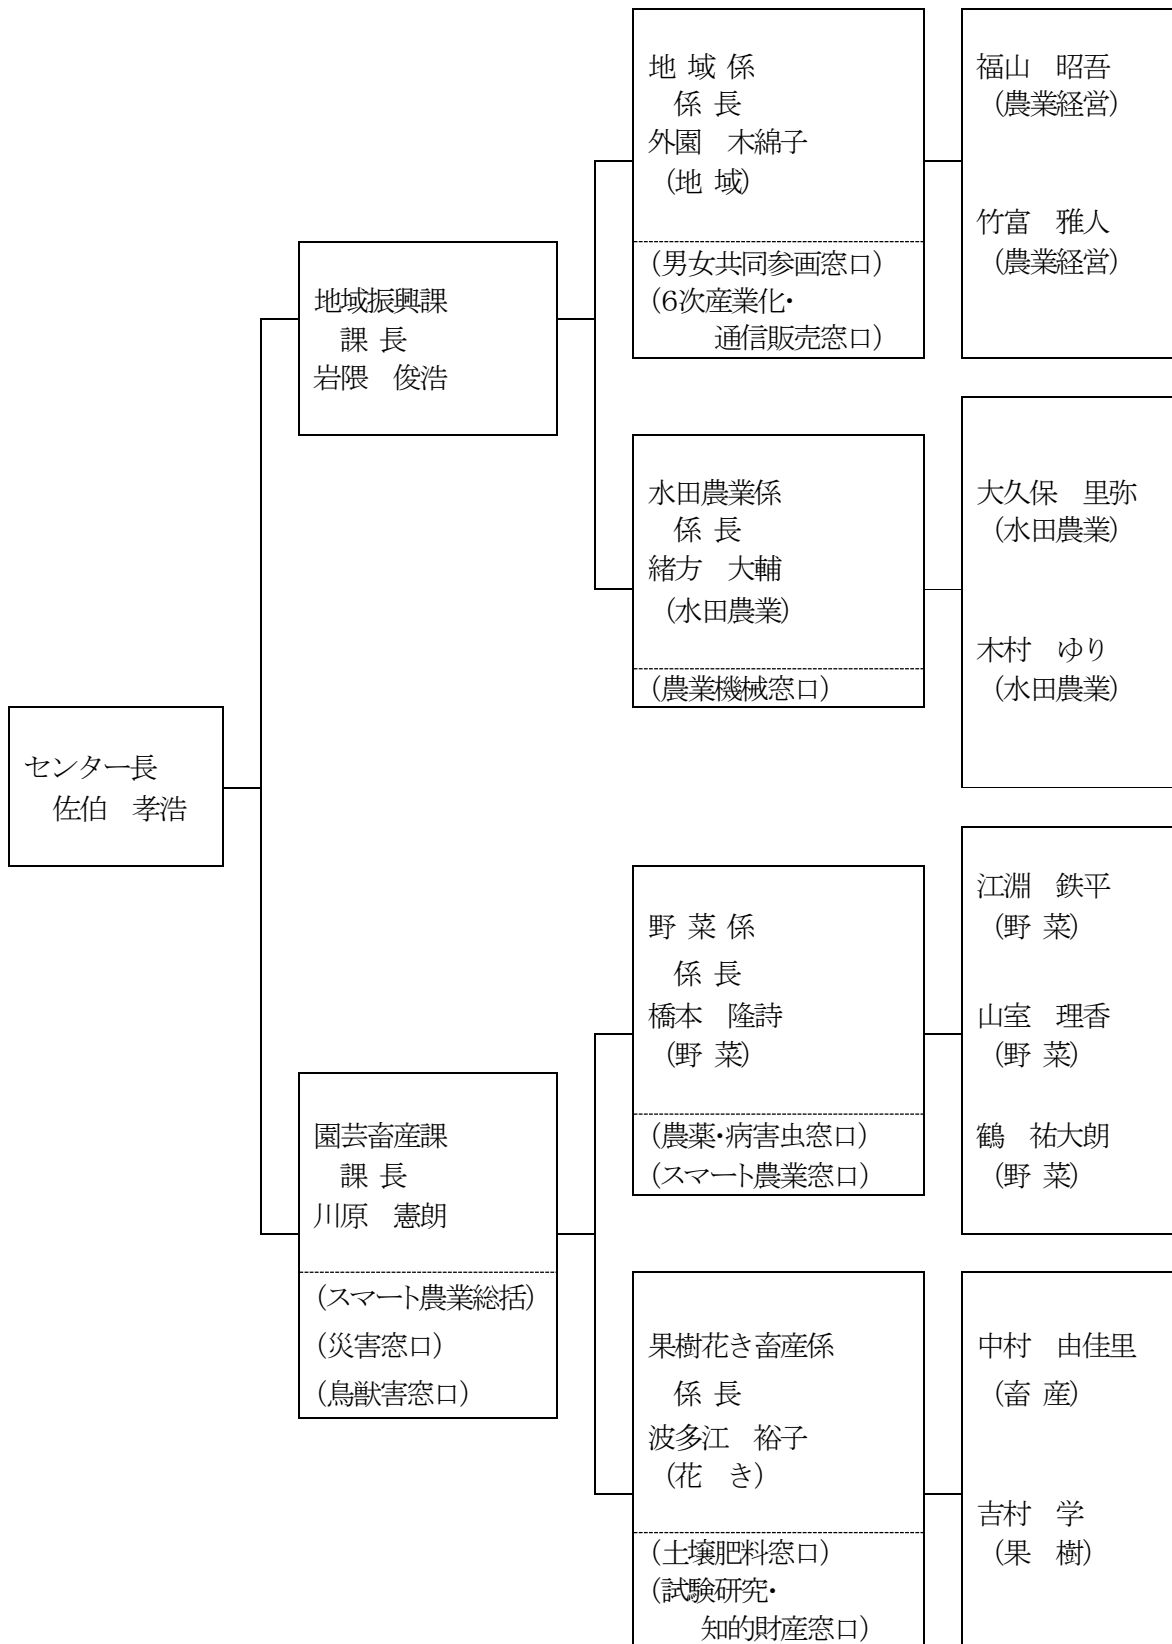 センター長
佐伯　孝浩
地域振興課
課 長
岩隈　俊浩
地 域 係
係 長
外園　木綿子
（地 域）
（男女共同参画窓口）
（6次産業化・
通信販売窓口）
福山　昭吾
（農業経営）
竹富　雅人
（農業経営）
水田農業係
係 長
緒方　大輔
（水田農業）
（農業機械窓口）
大久保　里弥
（水田農業）
木村　ゆり
（水田農業）
園芸畜産課
課 長
川原　憲朗
（スマート農業総括）
（災害窓口）
（鳥獣害窓口）
野 菜 係
係 長
橋本　隆詩
（野 菜）
（農薬・病害虫窓口）
（スマート農業窓口）
江淵　鉄平
（野 菜）
山室　理香
（野 菜）
鶴　祐大朗
（野 菜）
果樹花き畜産係
係 長
波多江　裕子
（花　き）
（土壌肥料窓口）
（試験研究・
知的財産窓口）
中村　由佳里
（畜 産）
吉村　学
（果　樹）